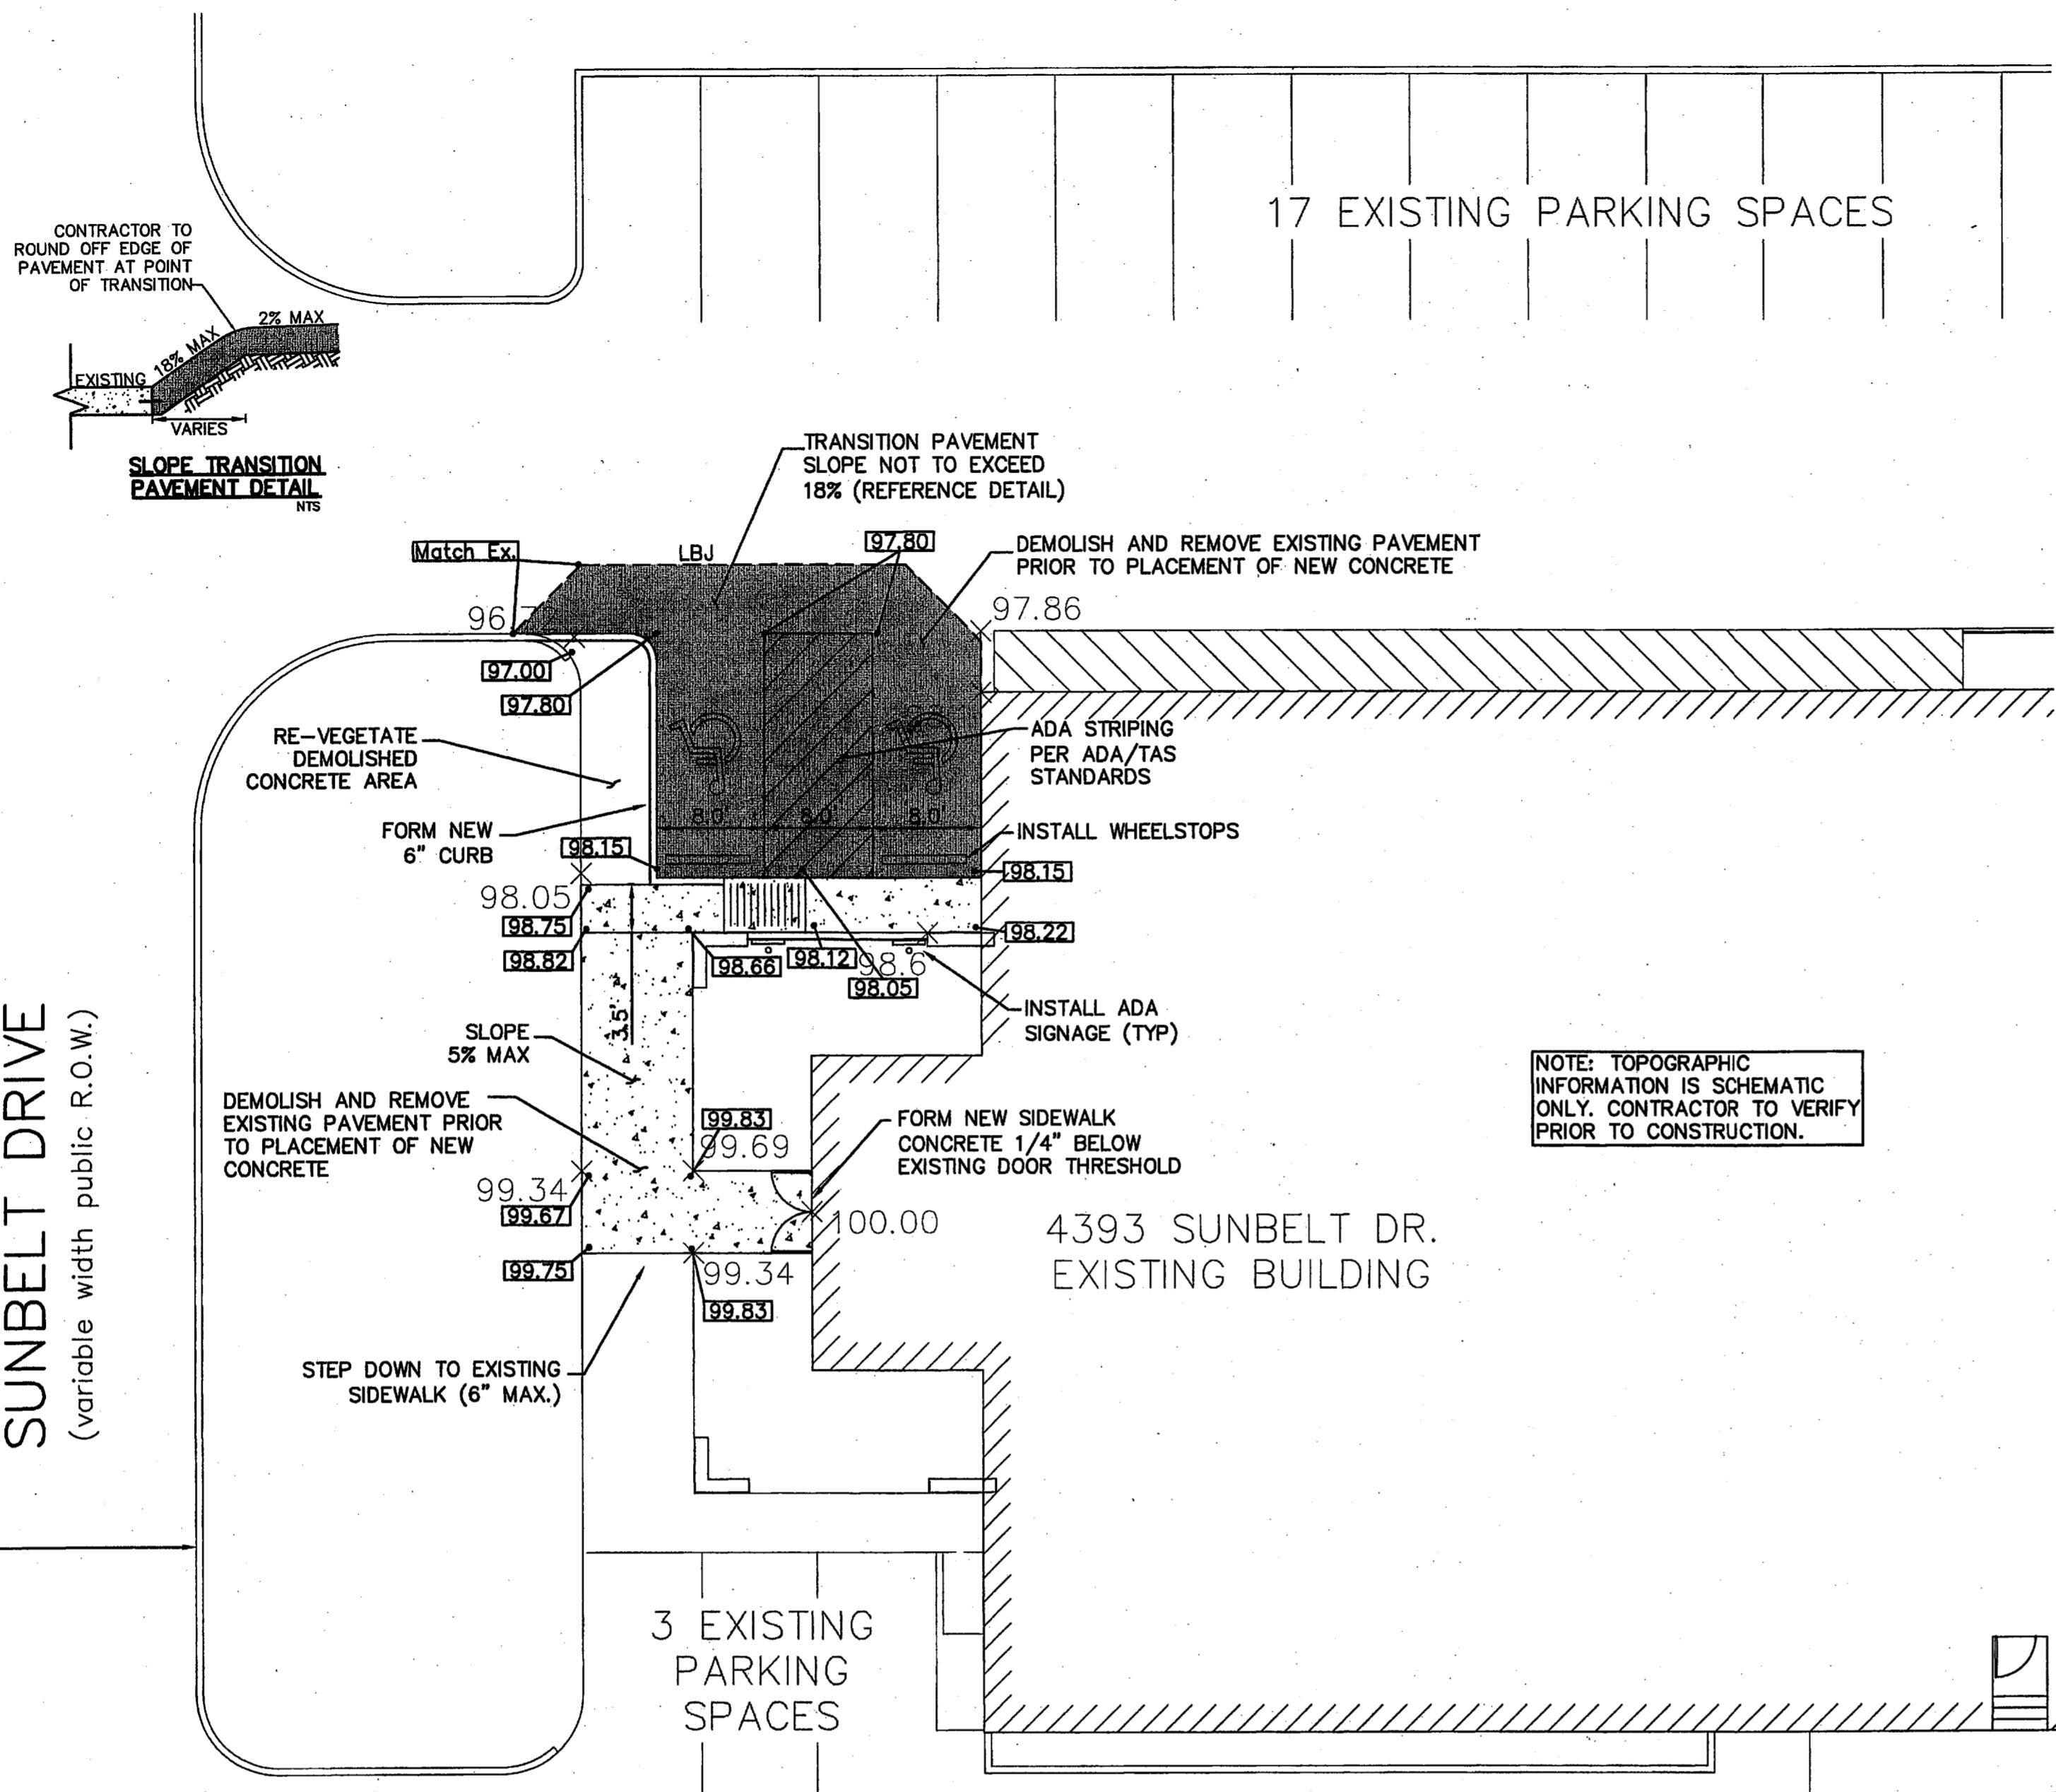 17 EXISTING PARKING SPACES
CONTRACTOR TO
ROUND OFF EDGE OF
PAVEMENT AT POINT
OF TRANSITION
2% MAX
18% MAX
EXISTING
VARIES
SLOPE TRANSITION
PAVEMENT DETAIL
NTS
TRANSITION PAVEMENT
SLOPE NOT TO EXCEED
18% (REFERENCE DETAIL)
Match Ex.
LBJ
97.80
DEMOLISH AND REMOVE EXISTING PAVEMENT
PRIOR TO PLACEMENT OF NEW CONCRETE
97.86
97.00
97.80
RE-VEGETATE
DEMOLISHED
CONCRETE AREA
ADA STRIPING
PER ADA/TAS
STANDARDS
8.0'
8.0'
8.0'
FORM NEW
6" CURB
INSTALL WHEELSTOPS
98.15
98.15
98.05
98.75
98.82
98.66
98.12
98.6
98.05
98.22
INSTALL ADA
SIGNAGE (TYP)
3.5'
SLOPE
5% MAX
DEMOLISH AND REMOVE
EXISTING PAVEMENT PRIOR
TO PLACEMENT OF NEW
CONCRETE
99.83
99.69
FORM NEW SIDEWALK
CONCRETE 1/4" BELOW
EXISTING DOOR THRESHOLD
NOTE: TOPOGRAPHIC
INFORMATION IS SCHEMATIC
ONLY. CONTRACTOR TO VERIFY
PRIOR TO CONSTRUCTION.
99.34
99.67
100.00
99.75
99.34
99.83
4393 SUNBELT DR.
EXISTING BUILDING
STEP DOWN TO EXISTING
SIDEWALK (6" MAX.)
SUNBELT DRIVE
(variable width public R.O.W.)
3 EXISTING
PARKING
SPACES